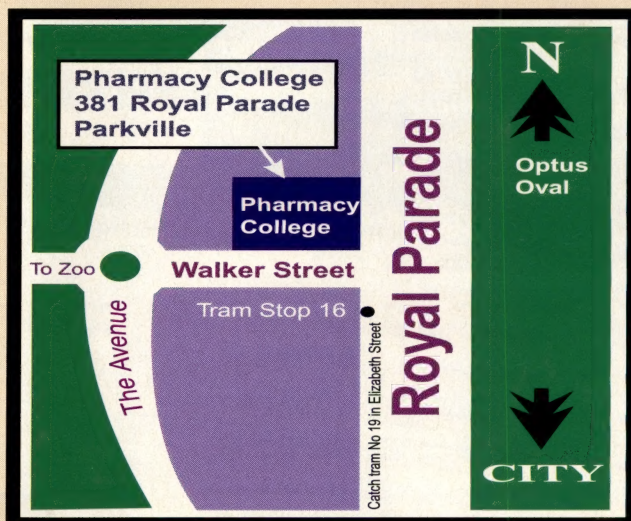 Pharmacy College
381 Royal Parade
Parkville
N
Optus
Oval
Pharmacy
College
Royal Parade
To Zoo
Walker Street
Tram Stop 16
The Avenue
Catch tram No 19 in Elizabeth Street
CITY